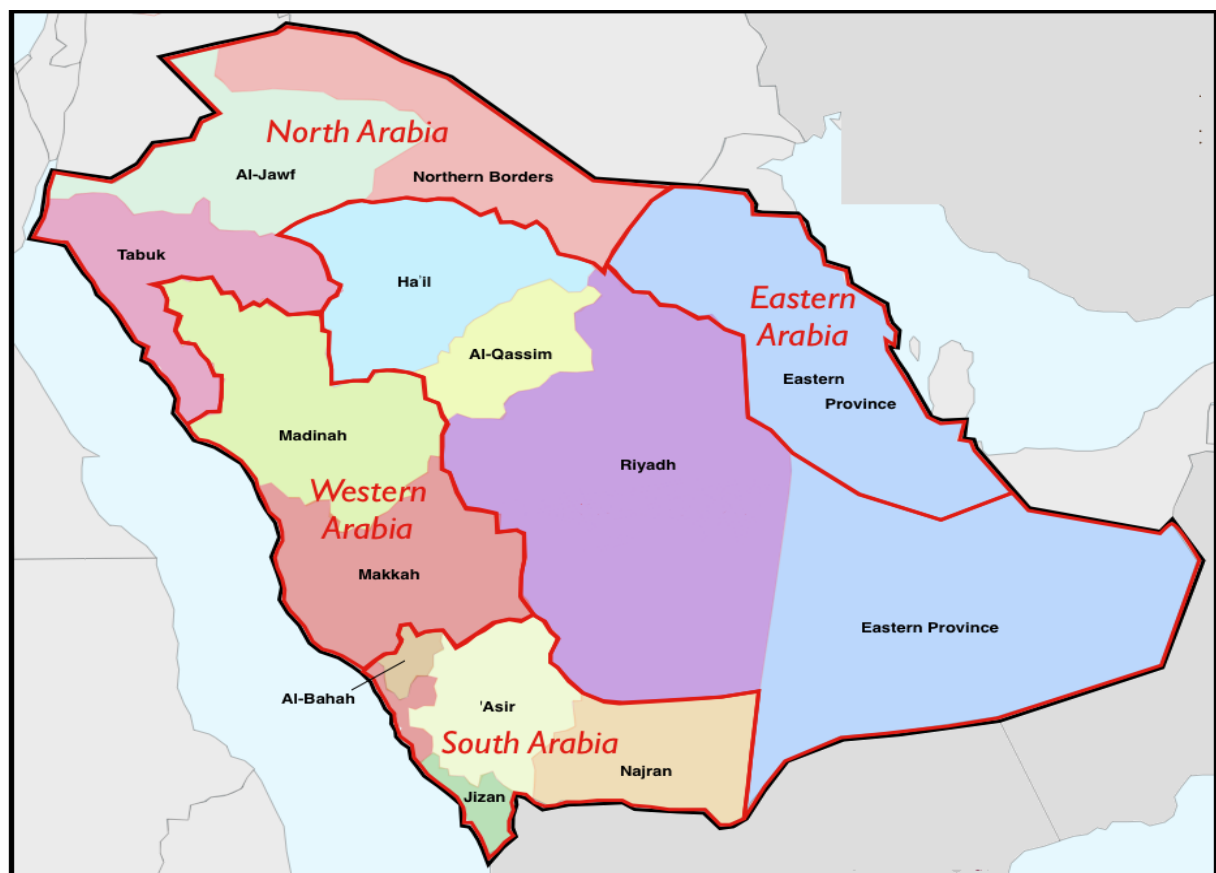 North Arabia
Al-Jawf
Northern Borders
Tabuk
Ha'il
Eastern
Arabia
Al-Qassim
Eastern
Province
Madinah
Riyadh
Western
Arabia
Makkah
Eastern Province
Al-Bahah
'Asir
South Arabia
Najran
Jizan